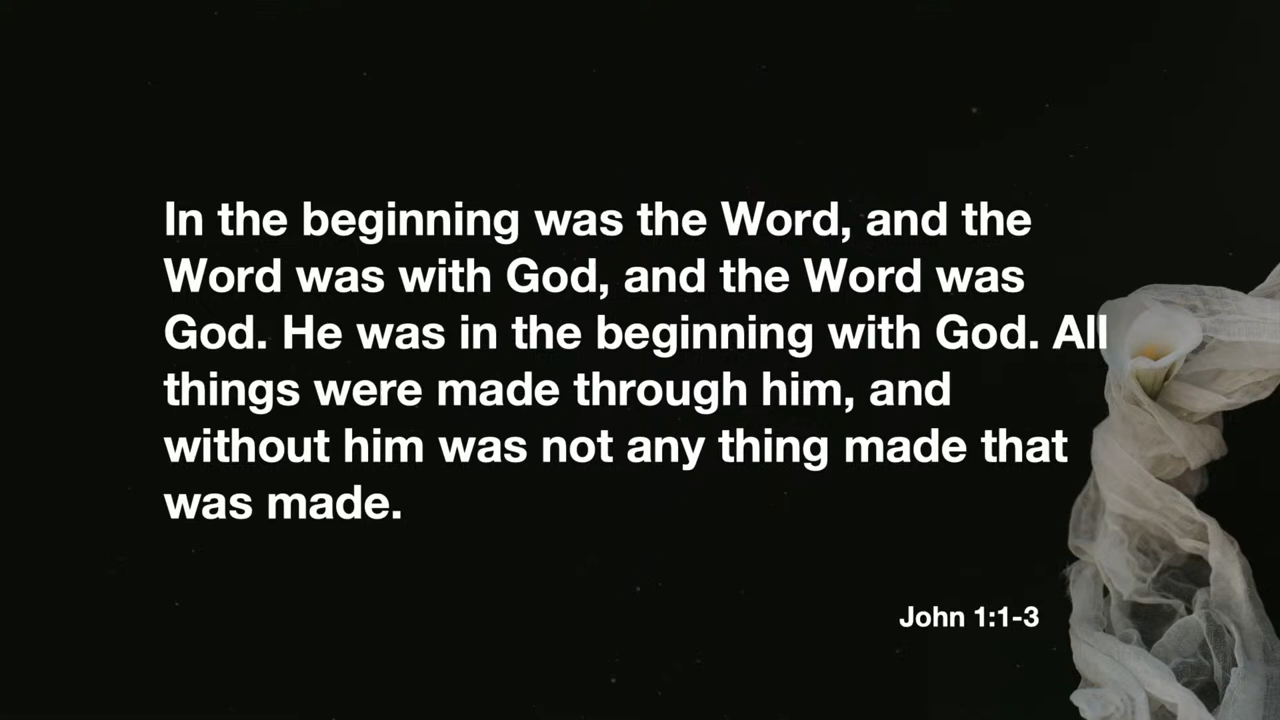 In the beginning was the Word, and the
Word was with God, and the Word was
God. He was in the beginning with God. All
things were made through him, and
without him was not any thing made that
was made.
John 1:1-3